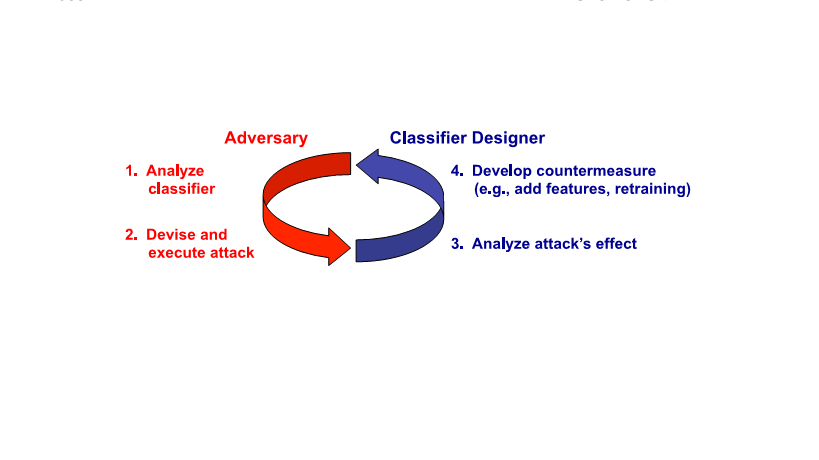 Adversary
Classifier Designer
1. Analyze
classifier
2. Devise and
execute attack
4. Develop countermeasure
(e.g., add features, retraining)
3. Analyze attack's effect